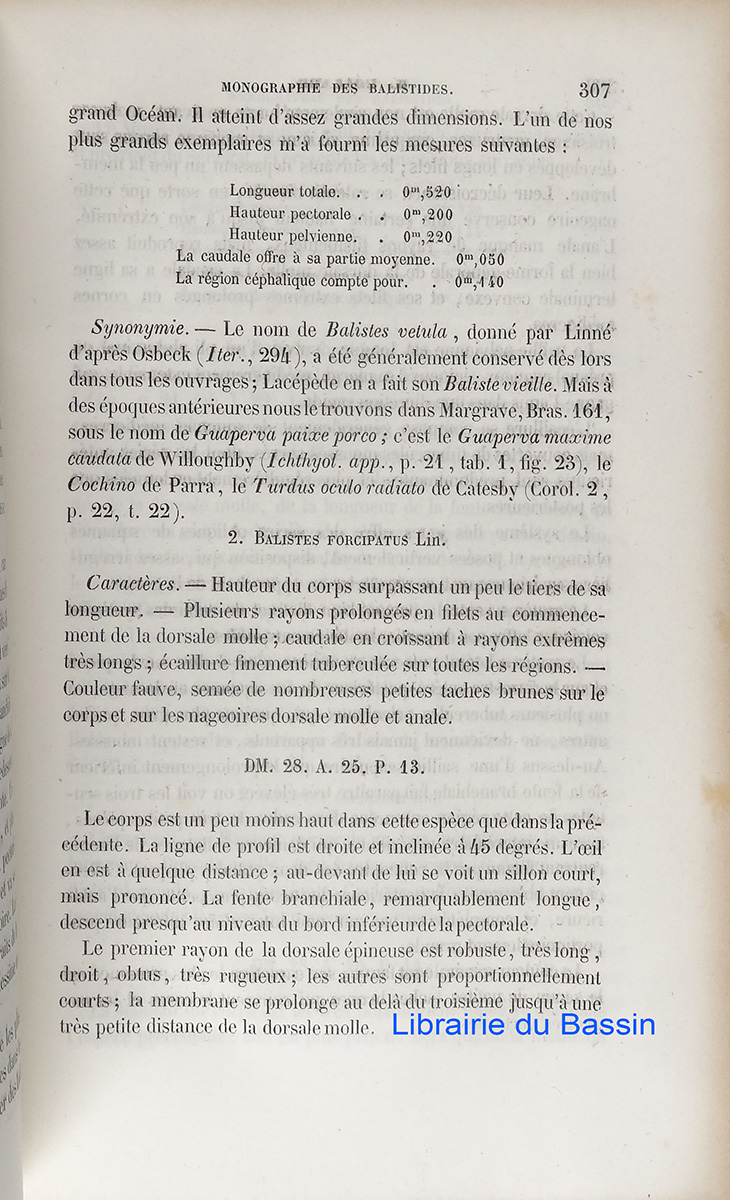 MONOGRAPHIE DES BALISTIDES. 307
grand Océan. Il atteint d'assez grandes dimensions. L'un de nos
plus grands exemplaires m'a fourni les mesures suivantes :
Longueur totale. . . 0m,520
Hauteur pectorale . . 0m,200
Hauteur pelvienne. . 0m,220
La caudale offre à sa partie moyenne. 0m,050
La région céphalique compte pour. . 0m,140
Synonymie. — Le nom de Balistes vetula, donné par Linné
d'après Osbeck (Iter., 294), a été généralement conservé dès lors
dans tous les ouvrages ; Lacépède en a fait son Baliste vieille. Mais à
des époques antérieures nous le trouvons dans Margrave, Bras. 161,
sous le nom de Guaperva paixe porco ; c'est le Guaperva maxime
caudata de Willoughby (Ichthyol. app., p. 21, tab. 1, fig. 23), le
Cochino de Parra, le Turdus oculo radiato de Catesby (Corol. 2,
p. 22, t. 22).
2. BALISTES FORCIPATUS Lin.
Caractères. — Hauteur du corps surpassant un peu le tiers de sa
longueur. — Plusieurs rayons prolongés en filets au commence-
ment de la dorsale molle ; caudale en croissant à rayons extrêmes
très longs ; écaillure finement tuberculée sur toutes les régions. —
Couleur fauve, semée de nombreuses petites taches brunes sur le
corps et sur les nageoires dorsale molle et anale.
DM. 28. A. 25. P. 13.
Le corps est un peu moins haut dans cette espèce que dans la pré-
cédente. La ligne de profil est droite et inclinée à 45 degrés. L'œil
en est à quelque distance ; au-devant de lui se voit un sillon court,
mais prononcé. La fente branchiale, remarquablement longue,
descend presqu'au niveau du bord inférieur de la pectorale.
Le premier rayon de la dorsale épineuse est robuste, très long,
droit, obtus, très rugueux ; les autres sont proportionnellement
courts ; la membrane se prolonge au delà du troisième jusqu'à une
très petite distance de la dorsale molle.
Librairie du Bassin